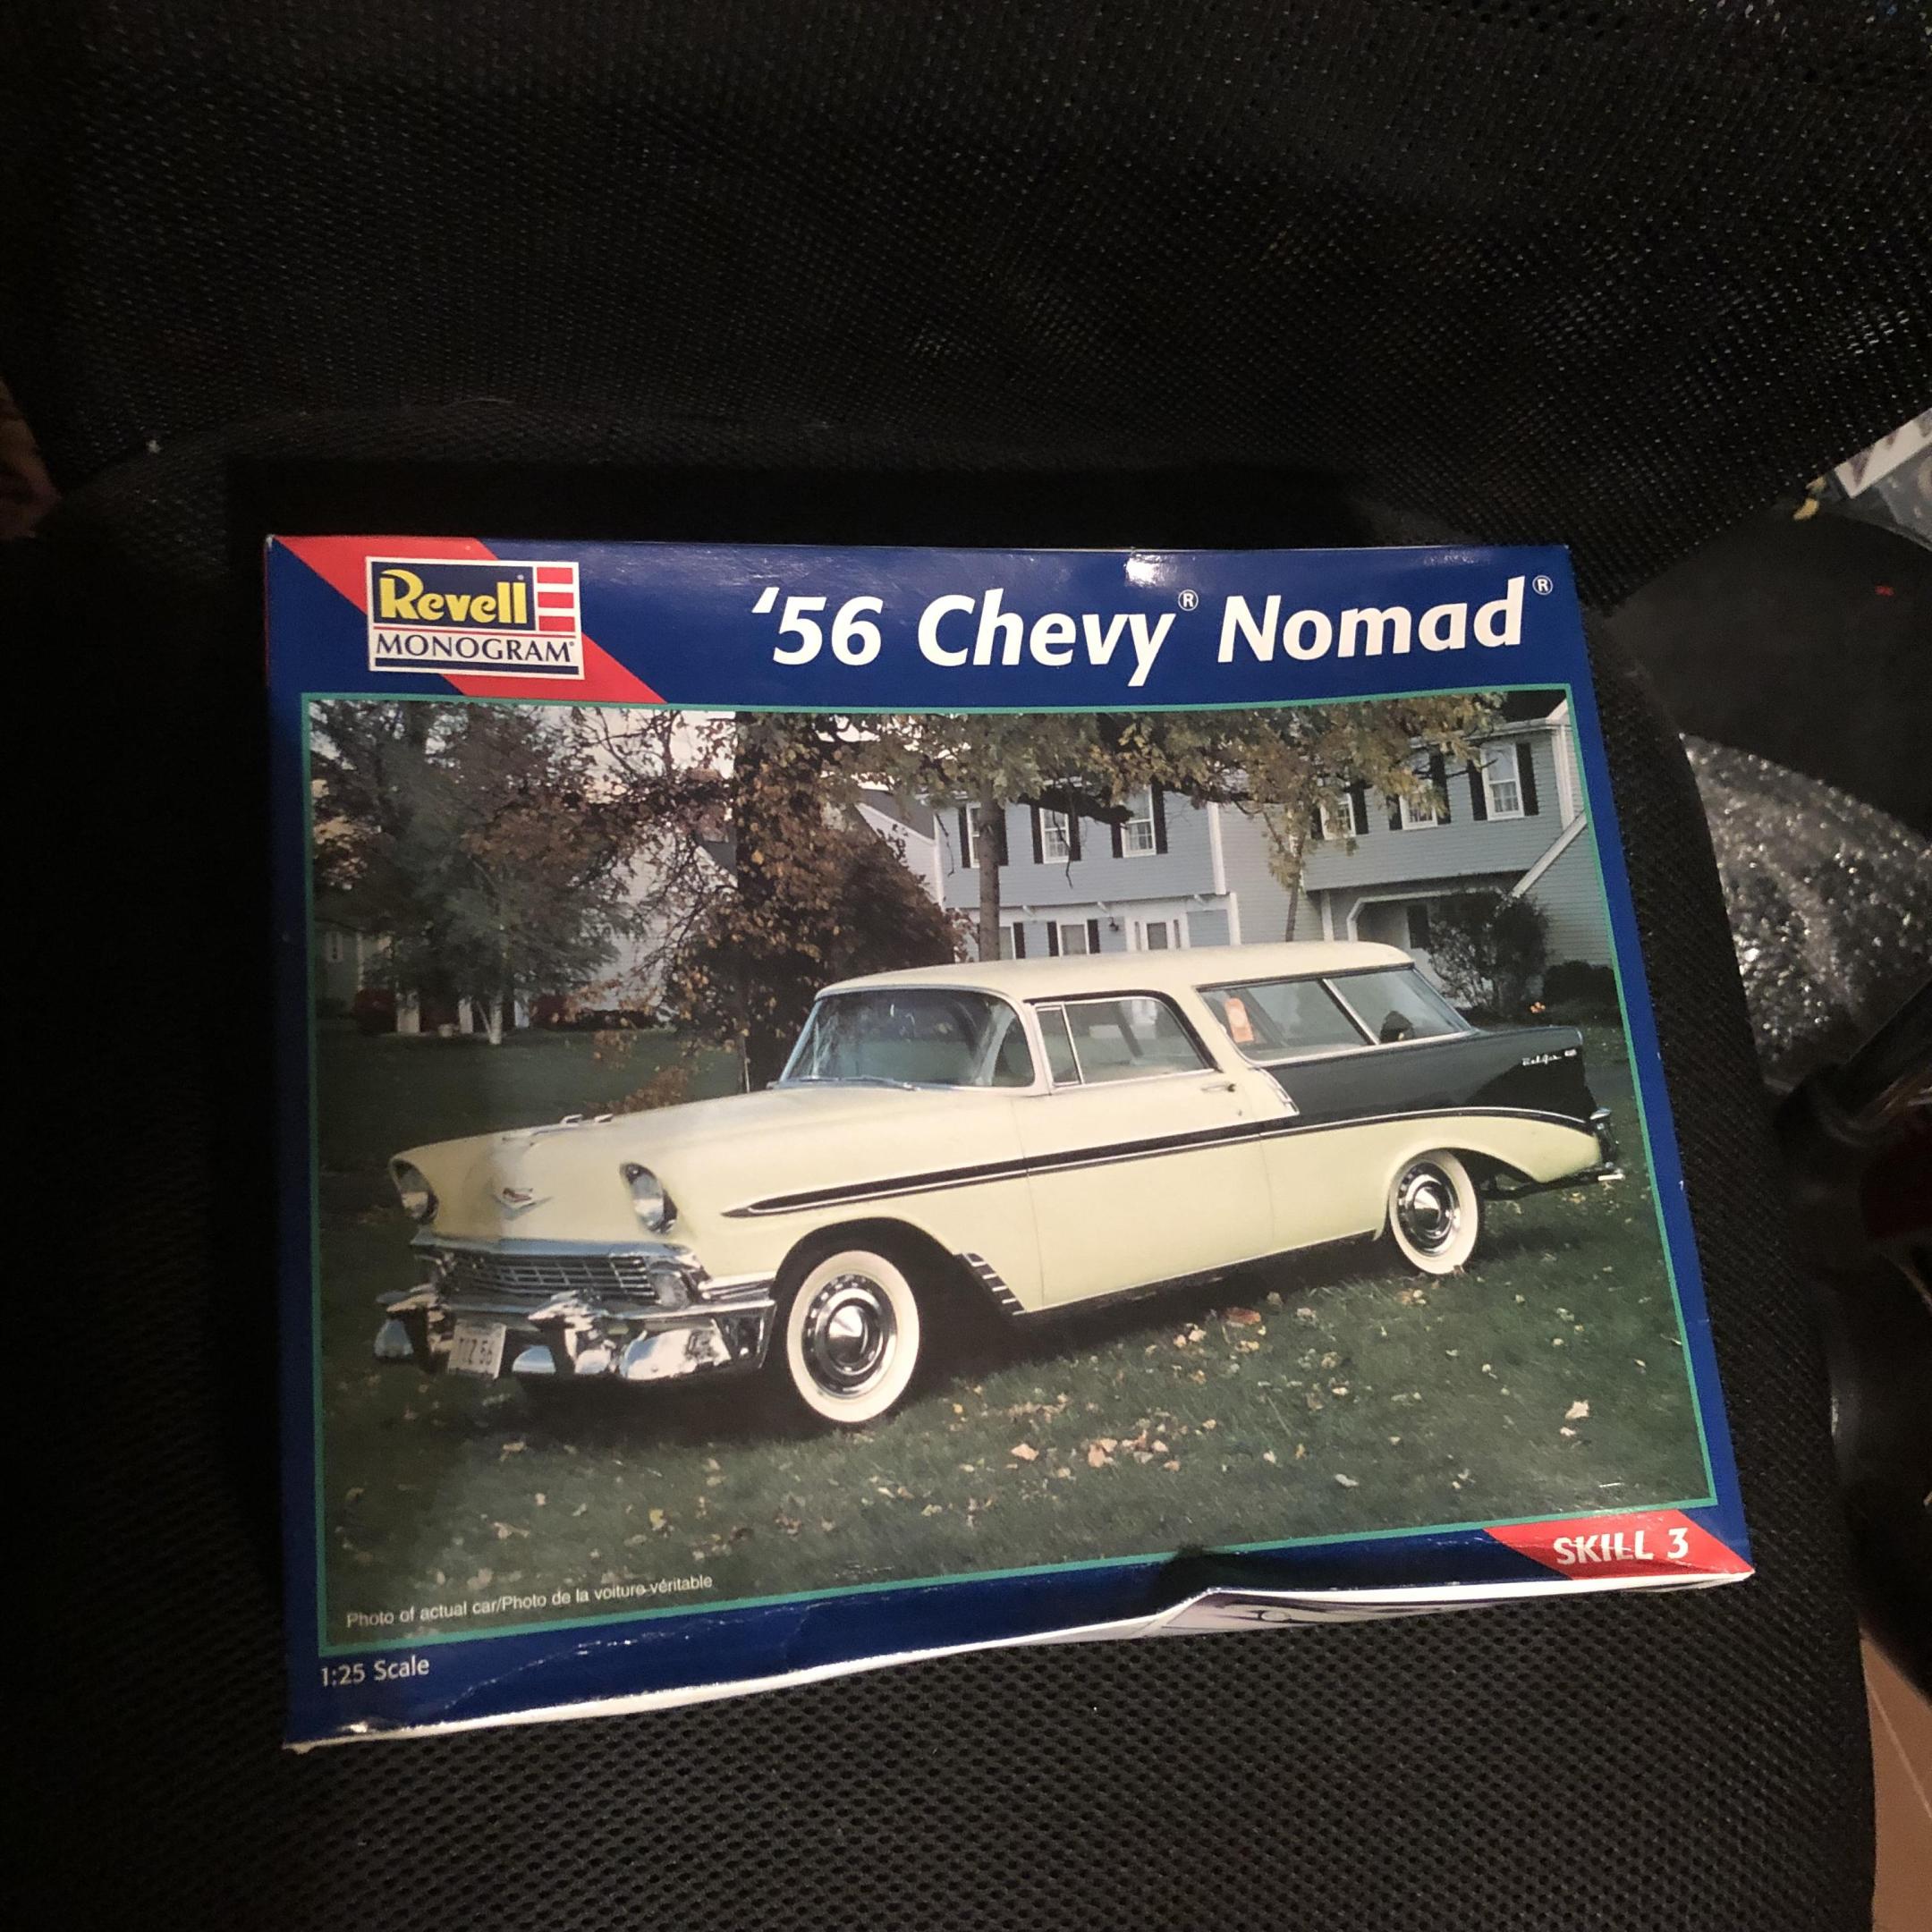 Revell®
MONOGRAM®
'56 Chevy® Nomad®
Photo of actual car/Photo de la voiture véritable
1:25 Scale
SKILL 3